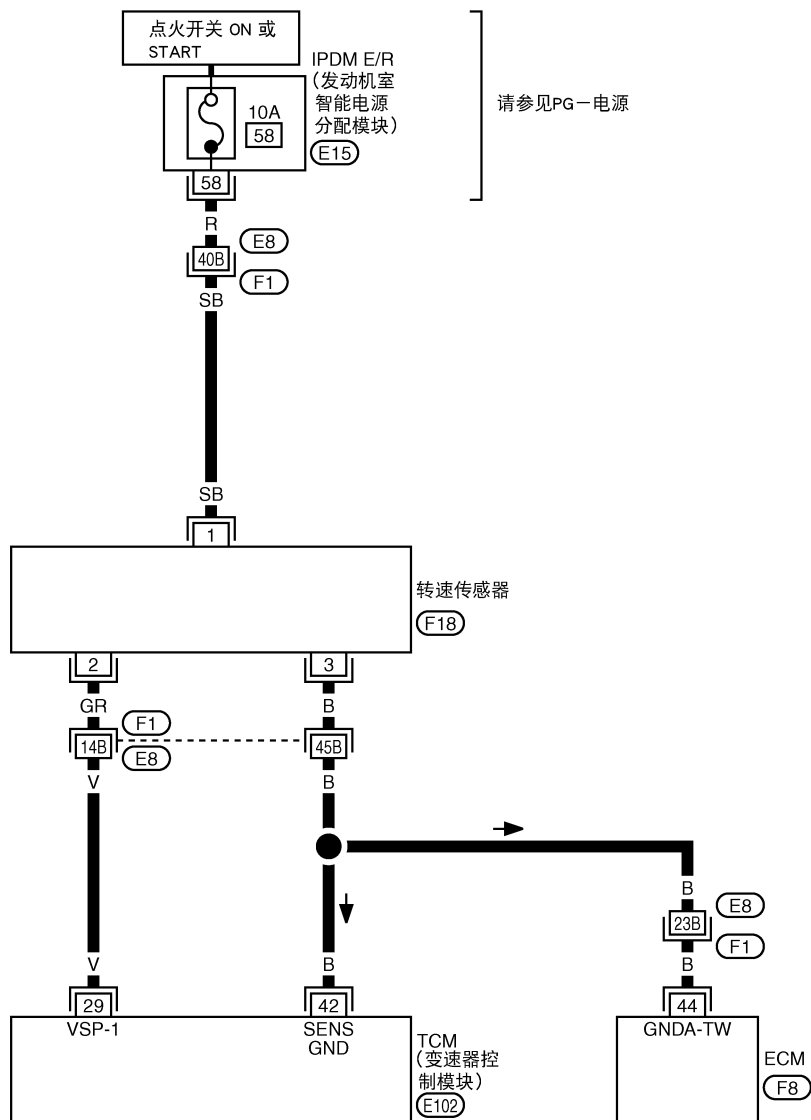 点火开关 ON 或
START
IPDM E/R
(发动机室
智能电源
分配模块)
E15
10A
58
请参见PG－电源
58
R
E8
40B
F1
SB
SB
1
转速传感器
F18
2
3
GR
B
F1
14B
45B
E8
V
B
B
E8
23B
F1
V
B
B
29
42
44
VSP-1
SENS
GND
GNDA-TW
TCM
(变速器控
制模块)
E102
ECM
F8